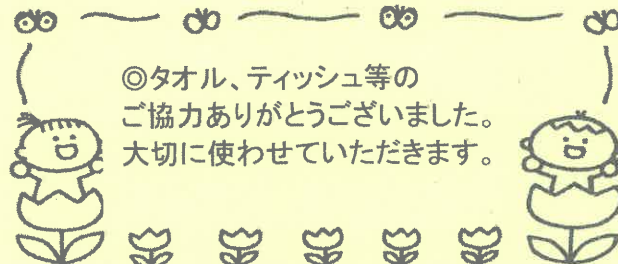 ◎タオル、ティッシュ等の
ご協力ありがとうございました。
大切に使わせていただきます。